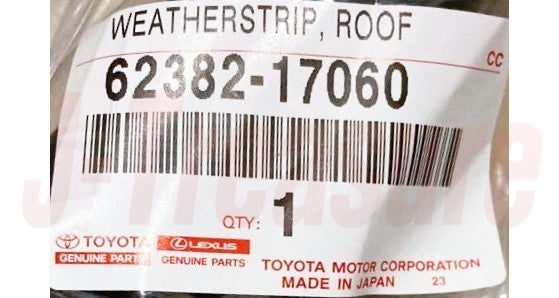 WEATHERSTRIP, ROOF
CC
62382-17060
J-Treasure
QTY: 1
TOYOTA LEXUS
GENUINE PARTS GENUINE PARTS
TOYOTA MOTOR CORPORATION
MADE IN JAPAN 23